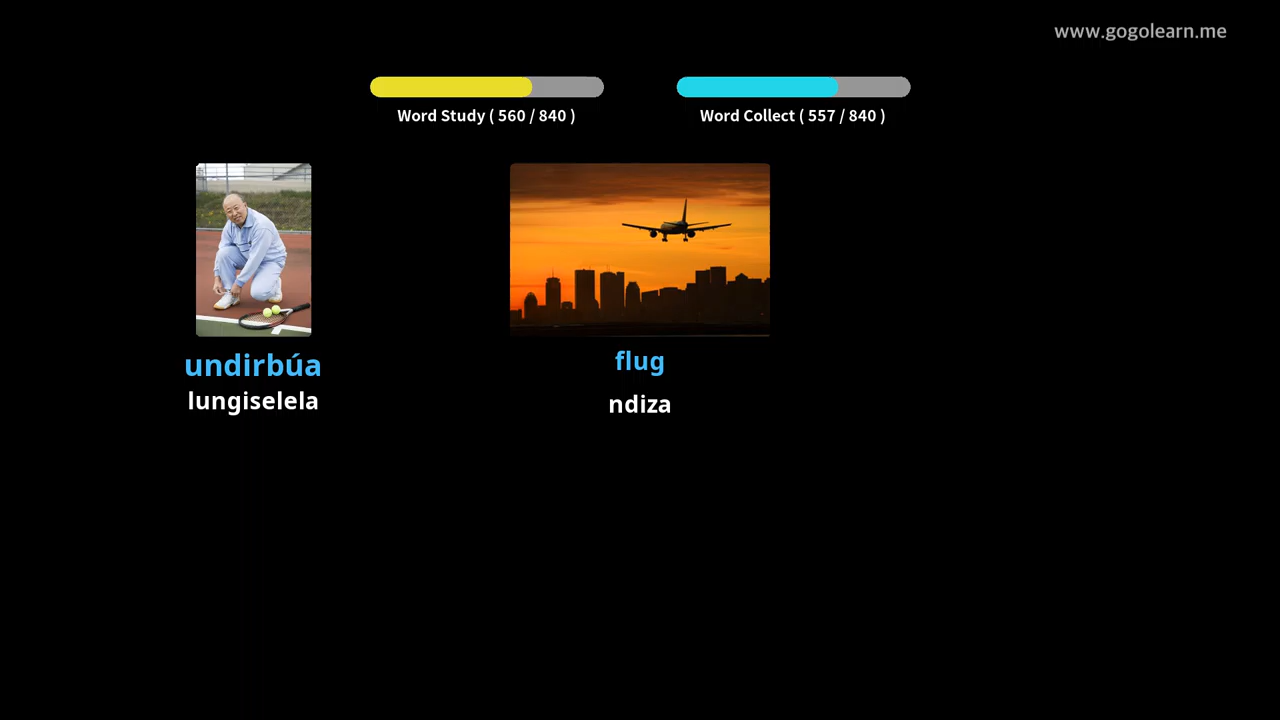 www.gogolearn.me
Word Study ( 560 / 840 )
Word Collect ( 557 / 840 )
undirbúa
lungiselela
flug
ndiza